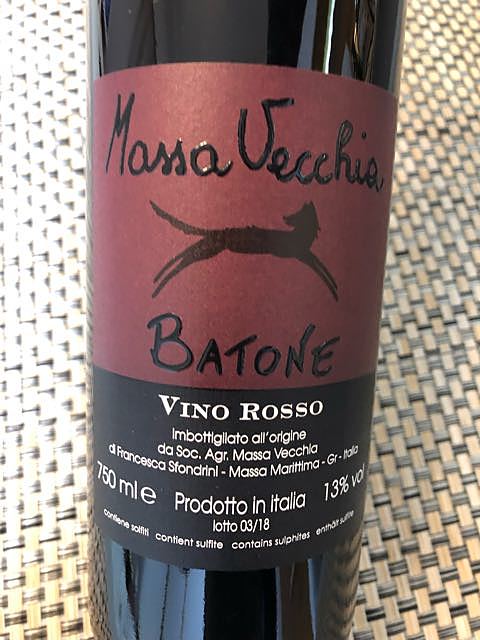 Massa Vecchia
BATONE
VINO ROSSO
Imbottigliato all'origine
da Soc. Agr. Massa Vecchia
di Francesca Sfondrini - Massa Marittima - Gr - Italia
750 ml e Prodotto in italia 13% vol
lotto 03/18
contiene solfiti contient sulfite contains sulphites enthält sulfite